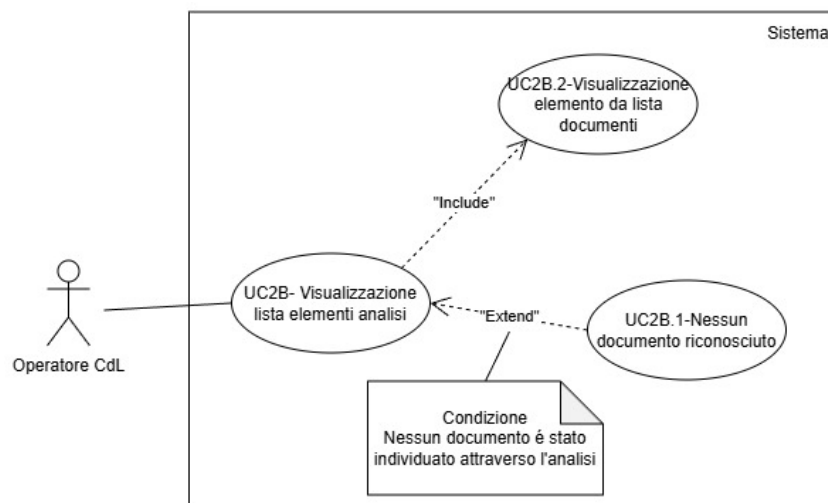 Sistema
UC2B.2-Visualizzazione
elemento da lista
documenti
"Include"
UC2B- Visualizzazione
lista elementi analisi
"Extend"
UC2B.1-Nessun
documento riconosciuto
Operatore CdL
Condizione
Nessun documento é stato
individuato attraverso l'analisi